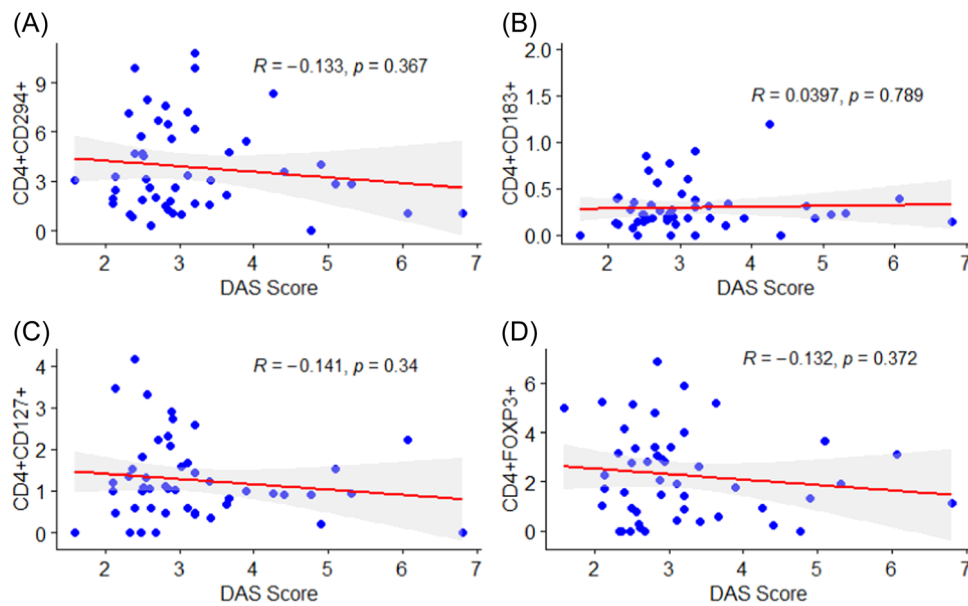 (A)
R = −0.133, p = 0.367
CD4+CD294+
9
6
3
0
2 3 4 5 6 7
DAS Score
(B)
R = 0.0397, p = 0.789
CD4+CD183+
2.0
1.5
1.0
0.5
0.0
2 3 4 5 6 7
DAS Score
(C)
R = −0.141, p = 0.34
CD4+CD127+
4
3
2
1
0
2 3 4 5 6 7
DAS Score
(D)
R = −0.132, p = 0.372
CD4+FOXP3+
6
4
2
0
2 3 4 5 6 7
DAS Score